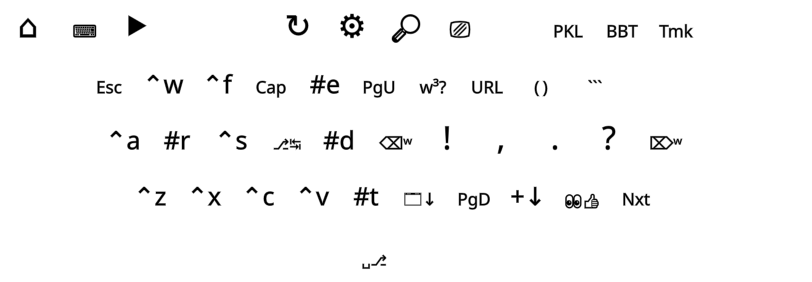 ⌂ ⌨ ▶ ↻ ⚙ 🔎 ⎚ PKL BBT Tmk
Esc ^w ^f Cap #e PgU w³? URL () ```
^a #r ^s ⎇↹ #d ⌫ʷ ! , . ? ⌦ʷ
^z ^x ^c ^v #t 🗔↓ PgD +↓ 👀👍 Nxt
␣⎇